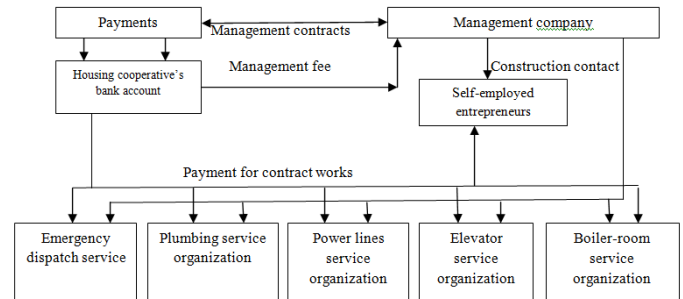 Payments
Management company
Management contracts
Housing cooperative's
bank account
Management fee
Construction contact
Self-employed
entrepreneurs
Payment for contract works
Emergency
dispatch service
Plumbing service
organization
Power lines
service
organization
Elevator
service
organization
Boiler-room
service
organization